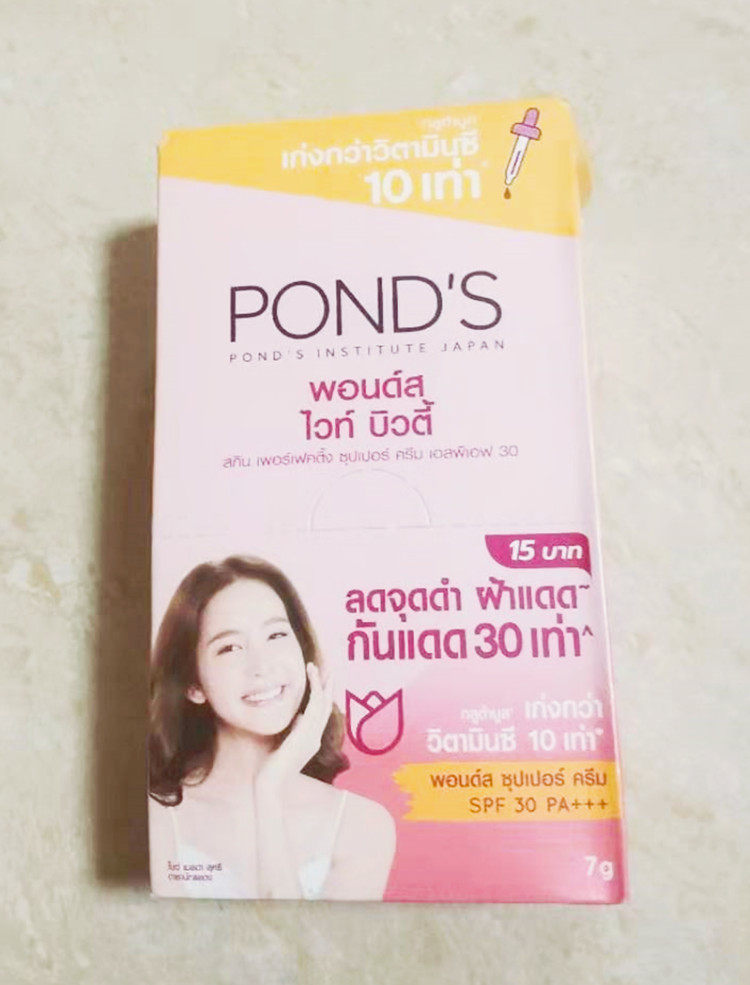 กลูต้าบูส
เก่งกว่าวิตามินซี
10 เท่า*
POND'S
POND'S INSTITUTE JAPAN
พอนด์ส
ไวท์ บิวตี้
สกิน เพอร์เฟคติ้ง ซุปเปอร์ ครีม เอสพีเอฟ 30
15 บาท
ลดจุดดำ ฝ้าแดด~
กันแดด 30 เท่า^
กลูต้าบูส* เก่งกว่า
วิตามินซี 10 เท่า*
พอนด์ส ซุปเปอร์ ครีม
SPF 30 PA+++
7g